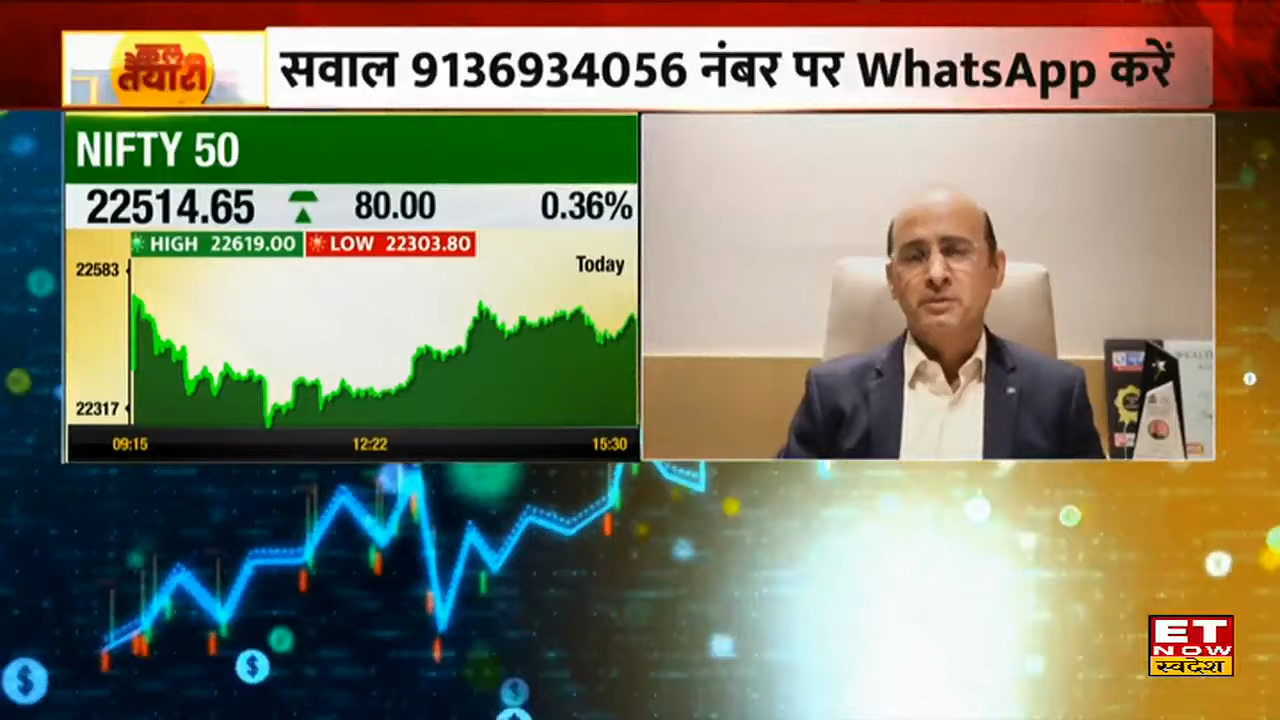 कल की
तैयारी
सवाल 9136934056 नंबर पर WhatsApp करें
NIFTY 50
22514.65 80.00 0.36%
HIGH 22619.00 LOW 22303.80
Today
22583
22317
09:15 12:22 15:30
ET
NOW
स्वदेश